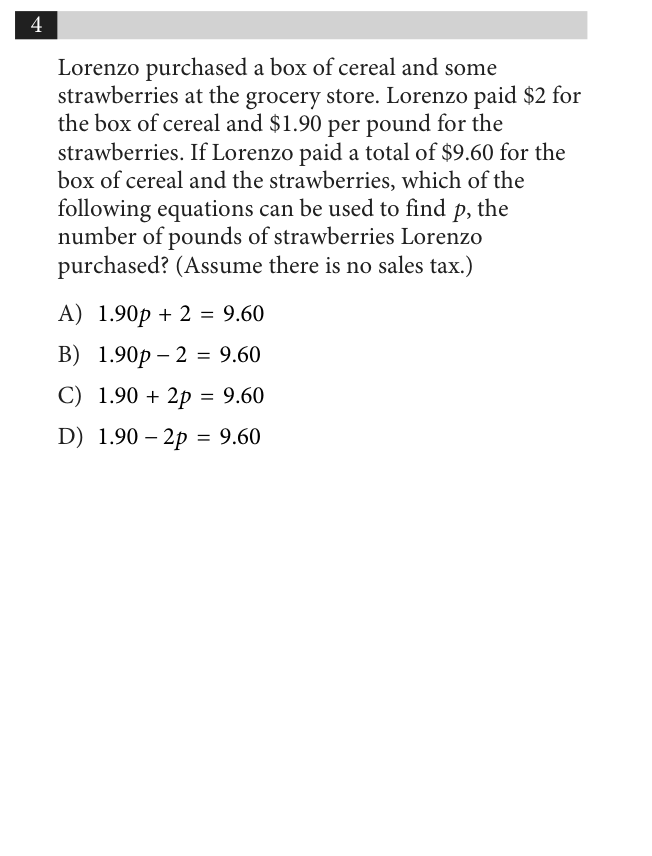 4
Lorenzo purchased a box of cereal and some
strawberries at the grocery store. Lorenzo paid $2 for
the box of cereal and $1.90 per pound for the
strawberries. If Lorenzo paid a total of $9.60 for the
box of cereal and the strawberries, which of the
following equations can be used to find p, the
number of pounds of strawberries Lorenzo
purchased? (Assume there is no sales tax.)
A) 1.90p + 2 = 9.60
B) 1.90p – 2 = 9.60
C) 1.90 + 2p = 9.60
D) 1.90 – 2p = 9.60